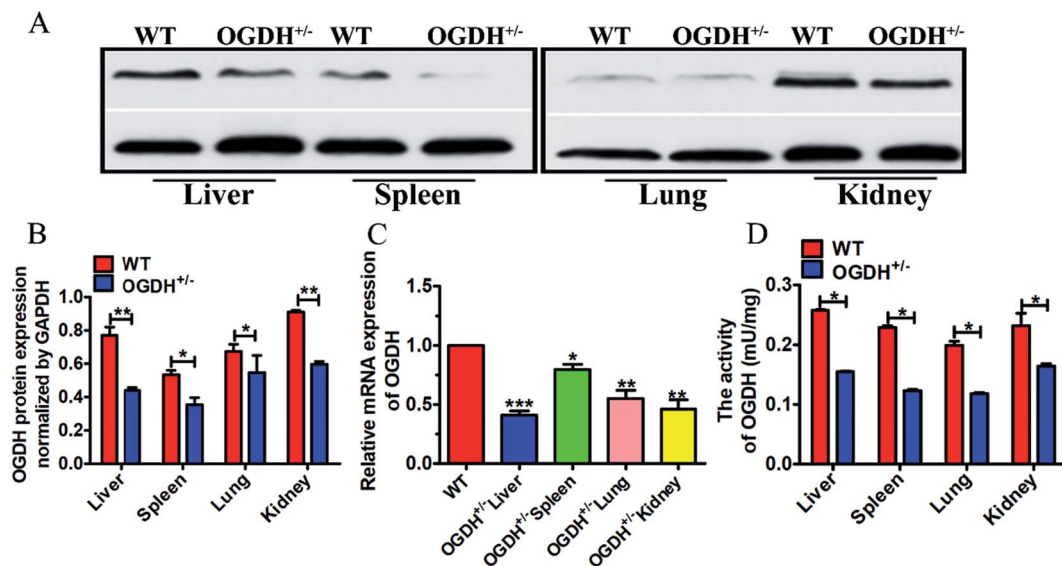 A
WT OGDH+/- WT OGDH+/- WT OGDH+/- WT OGDH+/-
Liver Spleen Lung Kidney
B
WT
OGDH+/-
OGDH protein expression
normalized by GAPDH
1.0
0.8
0.6
0.4
0.2
0.0
** * * **
Liver Spleen Lung Kidney
C
Relative mRNA expression
of OGDH
1.5
1.0
0.5
0.0
*** * ** **
WT OGDH+/-Liver OGDH+/-Spleen OGDH+/-Lung OGDH+/-Kidney
D
WT
OGDH+/-
The activity
of OGDH (mU/mg)
0.3
0.2
0.1
0.0
* * * *
Liver Spleen Lung Kidney